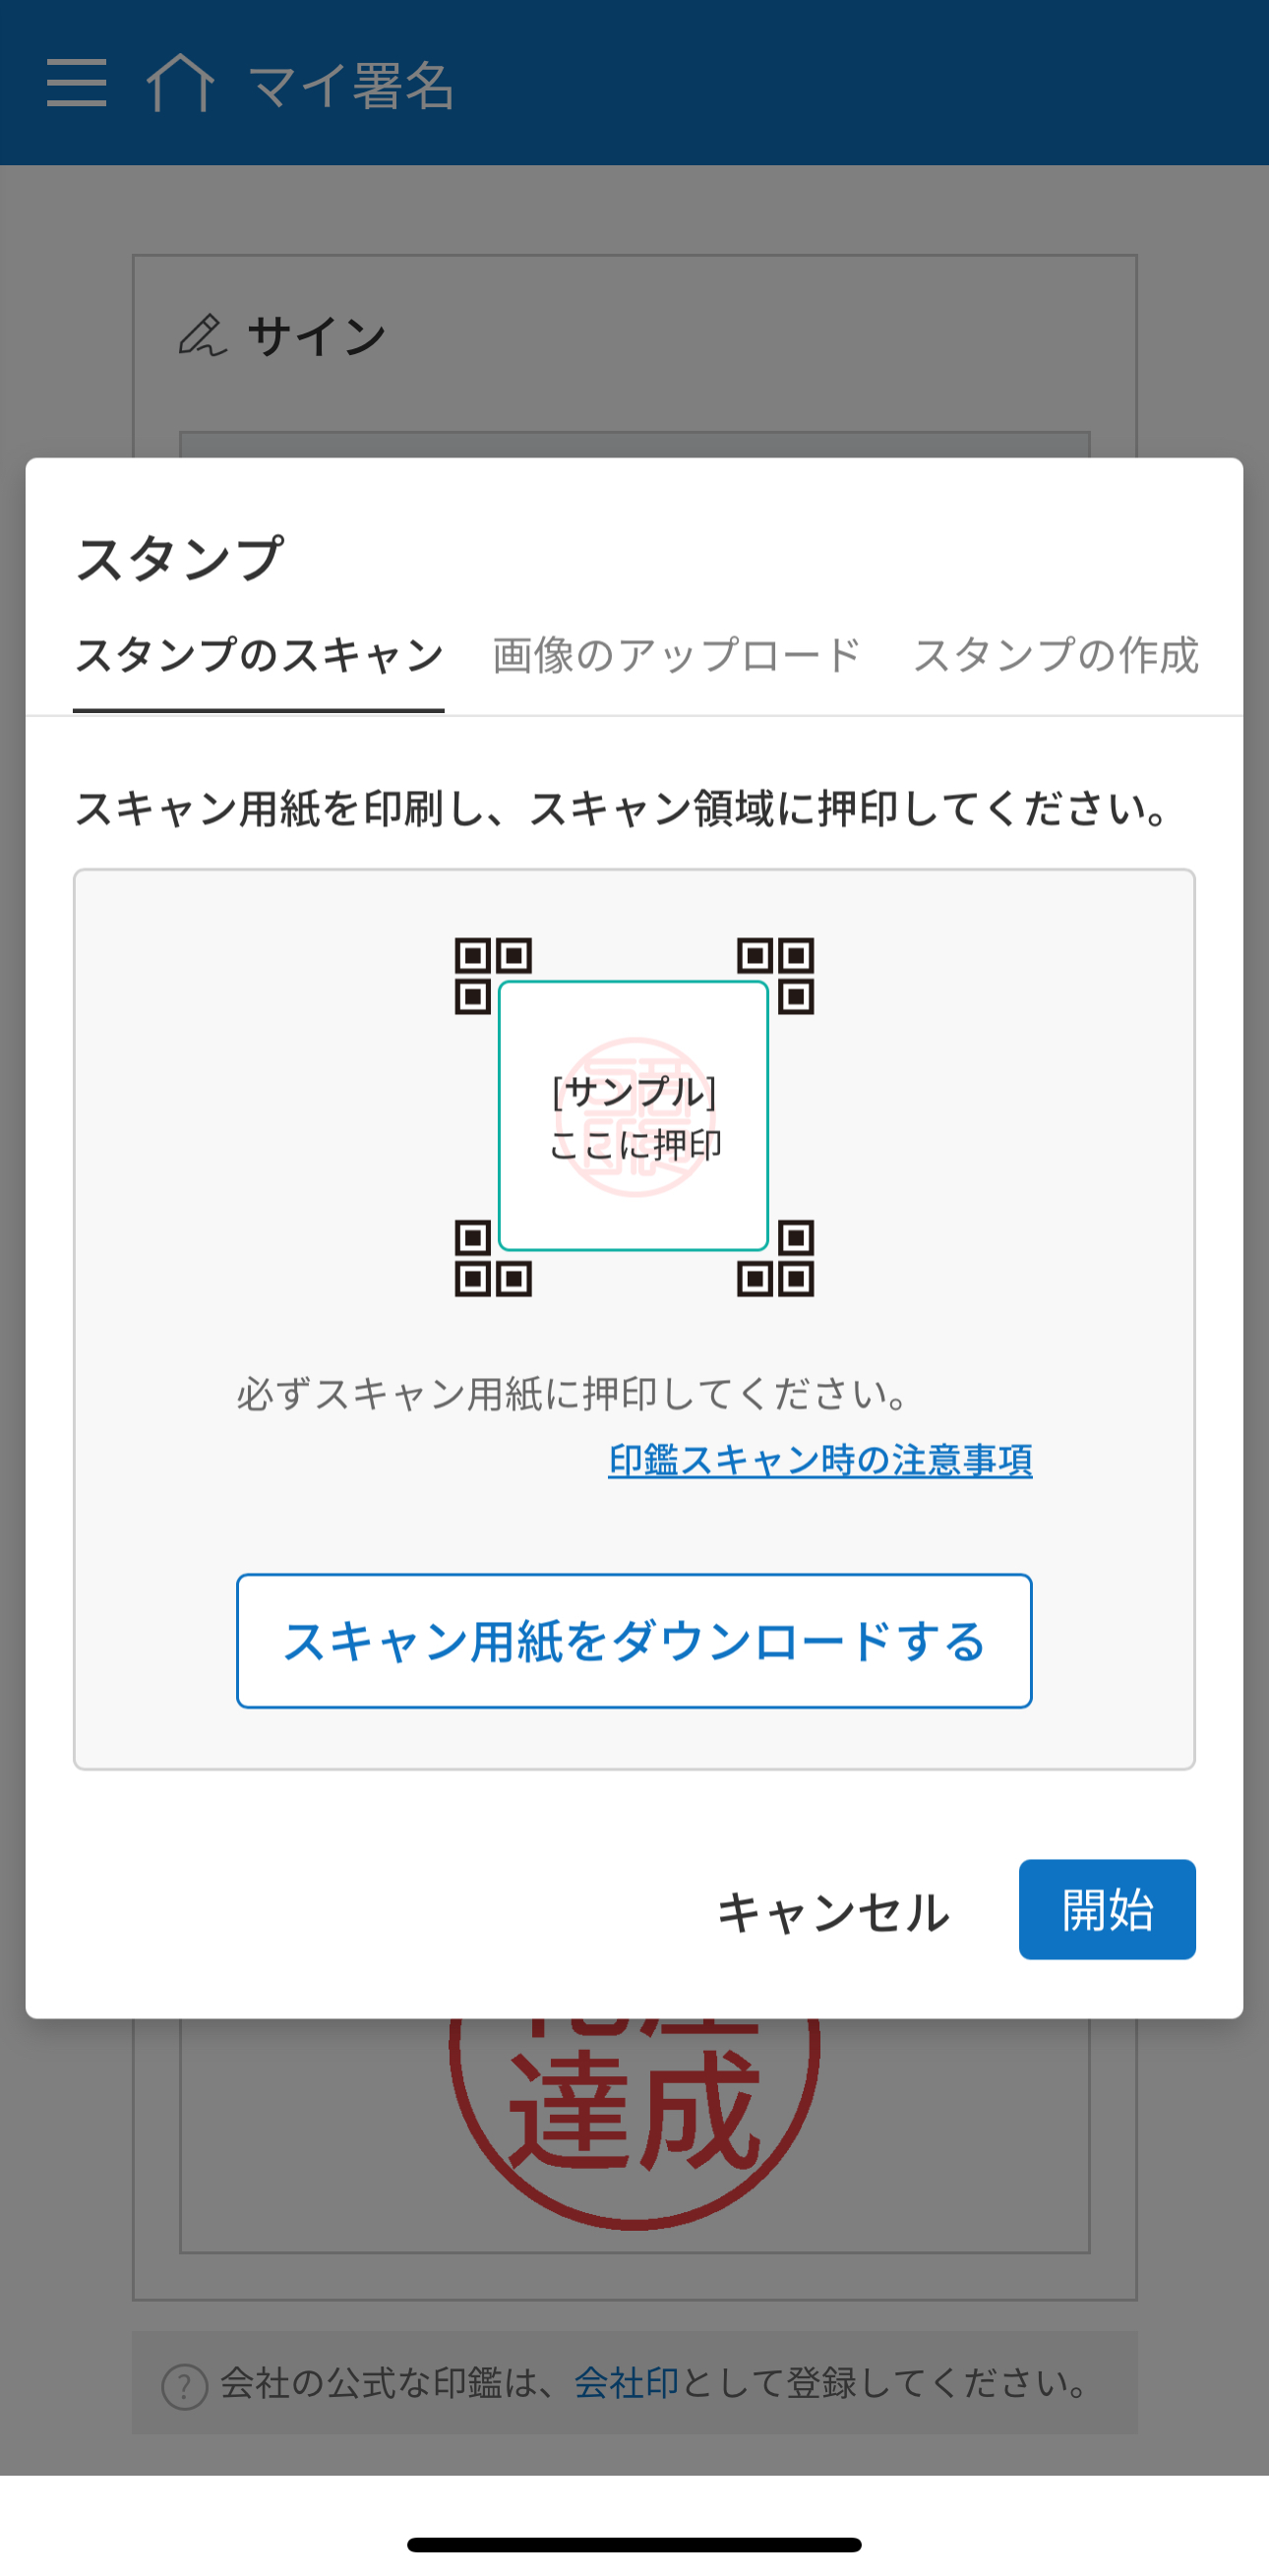 マイ署名
サイン
スタンプ
スタンプのスキャン 画像のアップロード スタンプの作成
スキャン用紙を印刷し、スキャン領域に押印してください。
[サンプル]
ここに押印
必ずスキャン用紙に押印してください。
印鑑スキャン時の注意事項
スキャン用紙をダウンロードする
キャンセル 開始
達成
? 会社の公式な印鑑は、会社印として登録してください。